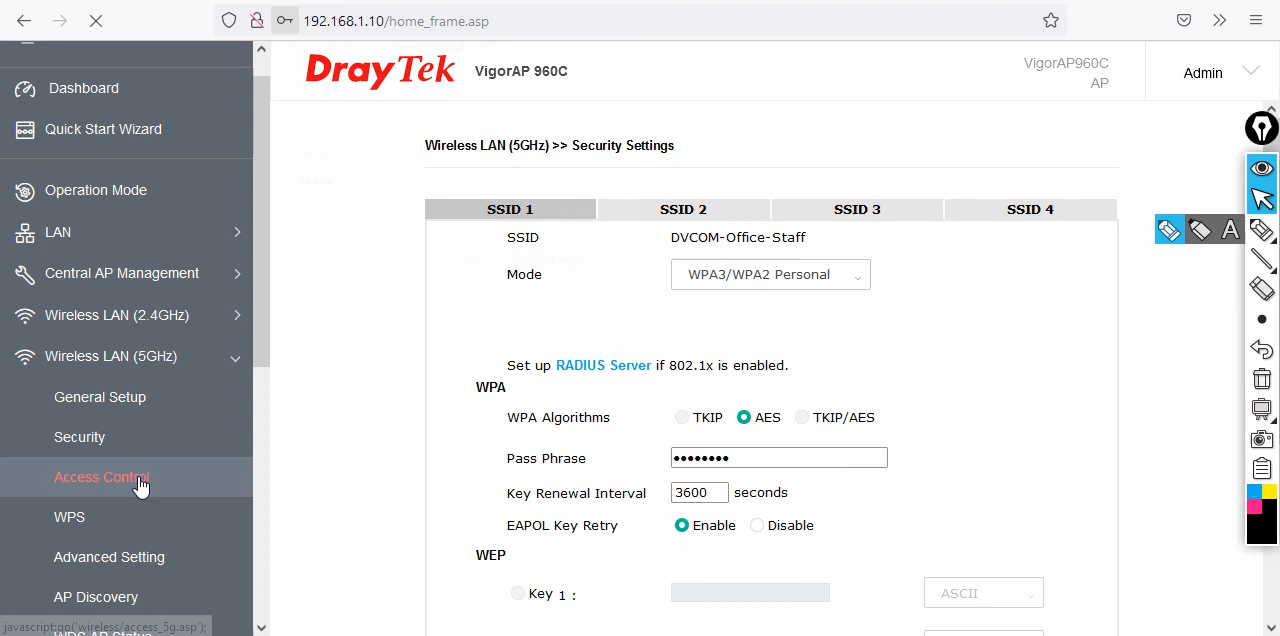 192.168.1.10/home_frame.asp
DrayTek VigorAP 960C
VigorAP960C
AP
Admin
Dashboard
Quick Start Wizard
Operation Mode
LAN
Central AP Management
Wireless LAN (2.4GHz)
Wireless LAN (5GHz)
General Setup
Security
Access Control
WPS
Advanced Setting
AP Discovery
WDS AP Status
javascript:go('wireless/access_5g.asp');
Wireless LAN (5GHz) >> Security Settings
SSID 1 SSID 2 SSID 3 SSID 4
SSID DVCOM-Office-Staff
Mode WPA3/WPA2 Personal
Set up RADIUS Server if 802.1x is enabled.
WPA
WPA Algorithms TKIP AES TKIP/AES
Pass Phrase ●●●●●●●●
Key Renewal Interval 3600 seconds
EAPOL Key Retry Enable Disable
WEP
Key 1 : ASCII
A